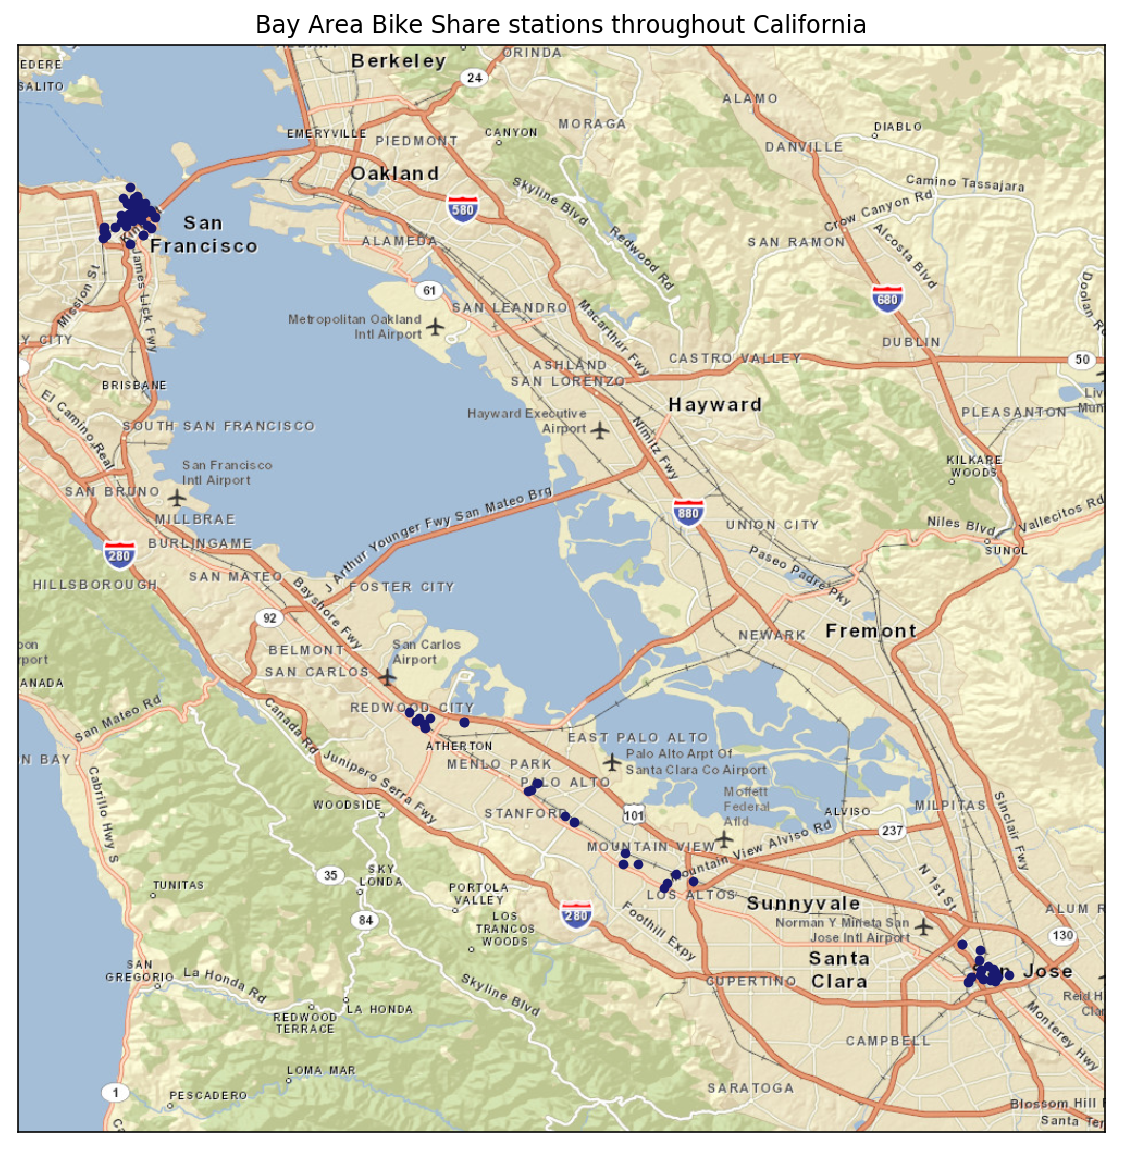 Bay Area Bike Share stations throughout California
Berkeley
ORINDA
24
EDERE
SALITO
ALAMO
EMERYVILLE
PIEDMONT
CANYON
MORAGA
DIABLO
DANVILLE
Oakland
Skyline Blvd
Camino Tassajara
580
Crow Canyon Rd
San
Francisco
ALAMEDA
Redwood Rd
SAN RAMON
Alcosta Blvd
James Lick Fwy
Mission St
61
680
Doolan Rd
SAN LEANDRO
Metropolitan Oakland
Intl Airport
Macarthur Fwy
Y CITY
DUBLIN
ASHLAND
CASTRO VALLEY
50
SAN LORENZO
BRISBANE
El Camino Real
Hayward
Hayward Executive
Airport
PLEASANTON
Liv
Mun
SOUTH SAN FRANCISCO
Nimitz Fwy
San Francisco
Intl Airport
KILKARE
WOODS
SAN BRUNO
J Arthur Younger Fwy San Mateo Brg
MILLBRAE
880
UNION CITY
Niles Blvd
Vallecitos Rd
BURLINGAME
280
SUNOL
HILLSBOROUGH
SAN MATEO
Bayshore Fwy
FOSTER CITY
Paseo Padre Pky
92
NEWARK
Fremont
BELMONT
San Carlos
Airport
SAN CARLOS
ANADA
San Mateo Rd
REDWOOD CITY
Canada Rd
ATHERTON
EAST PALO ALTO
N BAY
MENLO PARK
Palo Alto Arpt Of
Santa Clara Co Airport
Junipero Serra Fwy
PALO ALTO
Cabrillo Hwy S
Moffett
Federal
Afld
WOODSIDE
STANFORD
101
ALVISO
MILPITAS
Sinclair Fwy
237
MOUNTAIN VIEW
Mountain View Alviso Rd
35
SKY
LONDA
N 1st St
TUNITAS
PORTOLA
VALLEY
LOS ALTOS
Sunnyvale
84
LOS
TRANCOS
WOODS
280
Foothill Expy
Norman Y Mineta San
Jose Intl Airport
ALUM R
130
SAN
GREGORIO
La Honda Rd
Santa
Clara
San Jose
Skyline Blvd
CUPERTINO
LA HONDA
REDWOOD
TERRACE
Reid H
Clar
Monterey Hwy
CAMPBELL
LOMA MAR
1
PESCADERO
SARATOGA
Blossom Hill
Santa Ter
Ca